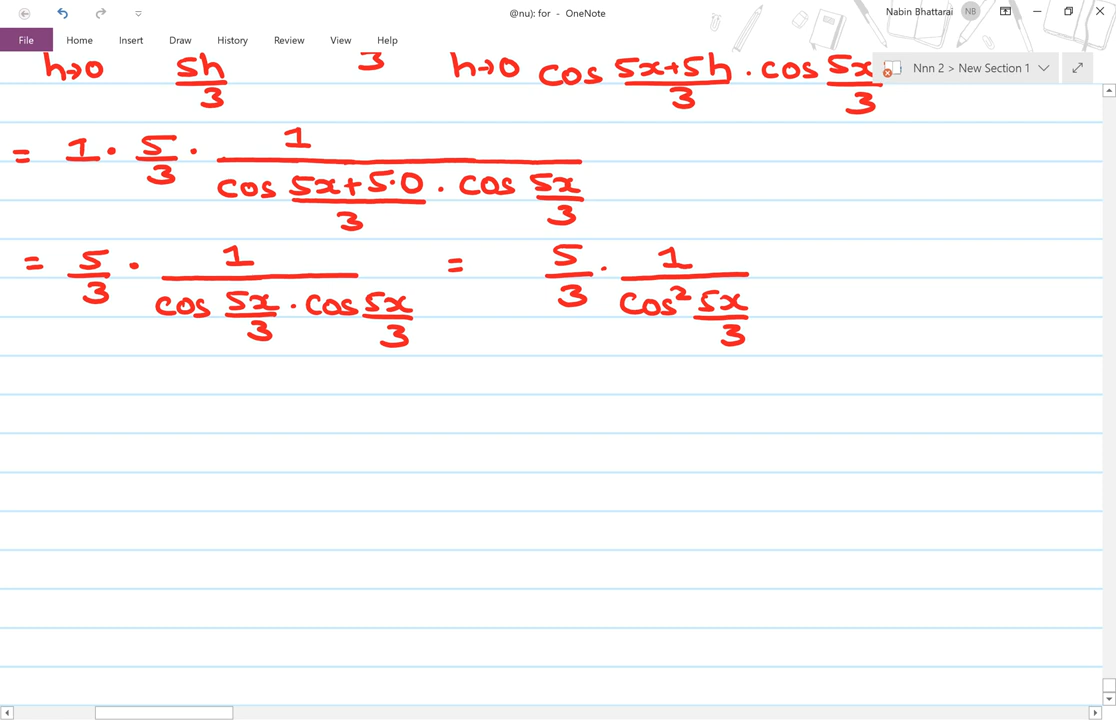 @nu): for - OneNote
Nabin Bhattarai NB
File Home Insert Draw History Review View Help
Nnn 2 > New Section 1
h→0 5h/3 3 h→0 cos (5x+5h)/3 · cos 5x/3
= 1 · 5/3 · 1/(cos (5x+5·0)/3 · cos 5x/3)
= 5/3 · 1/(cos 5x/3 · cos 5x/3) = 5/3 · 1/(cos² 5x/3)